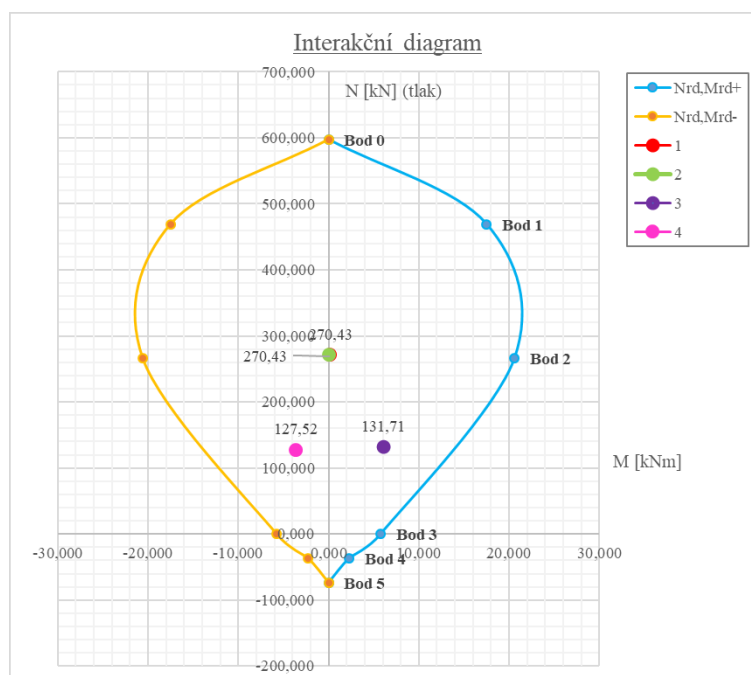 Interakční diagram
700,000
N [kN] (tlak)
600,000
Bod 0
500,000
Bod 1
400,000
300,000
270,43
270,43
Bod 2
200,000
127,52
131,71
100,000
M [kNm]
0,000
Bod 3
-30,000
-20,000
-10,000
0,000
10,000
20,000
30,000
Bod 4
Bod 5
-100,000
-200,000
Nrd,Mrd+
Nrd,Mrd-
1
2
3
4